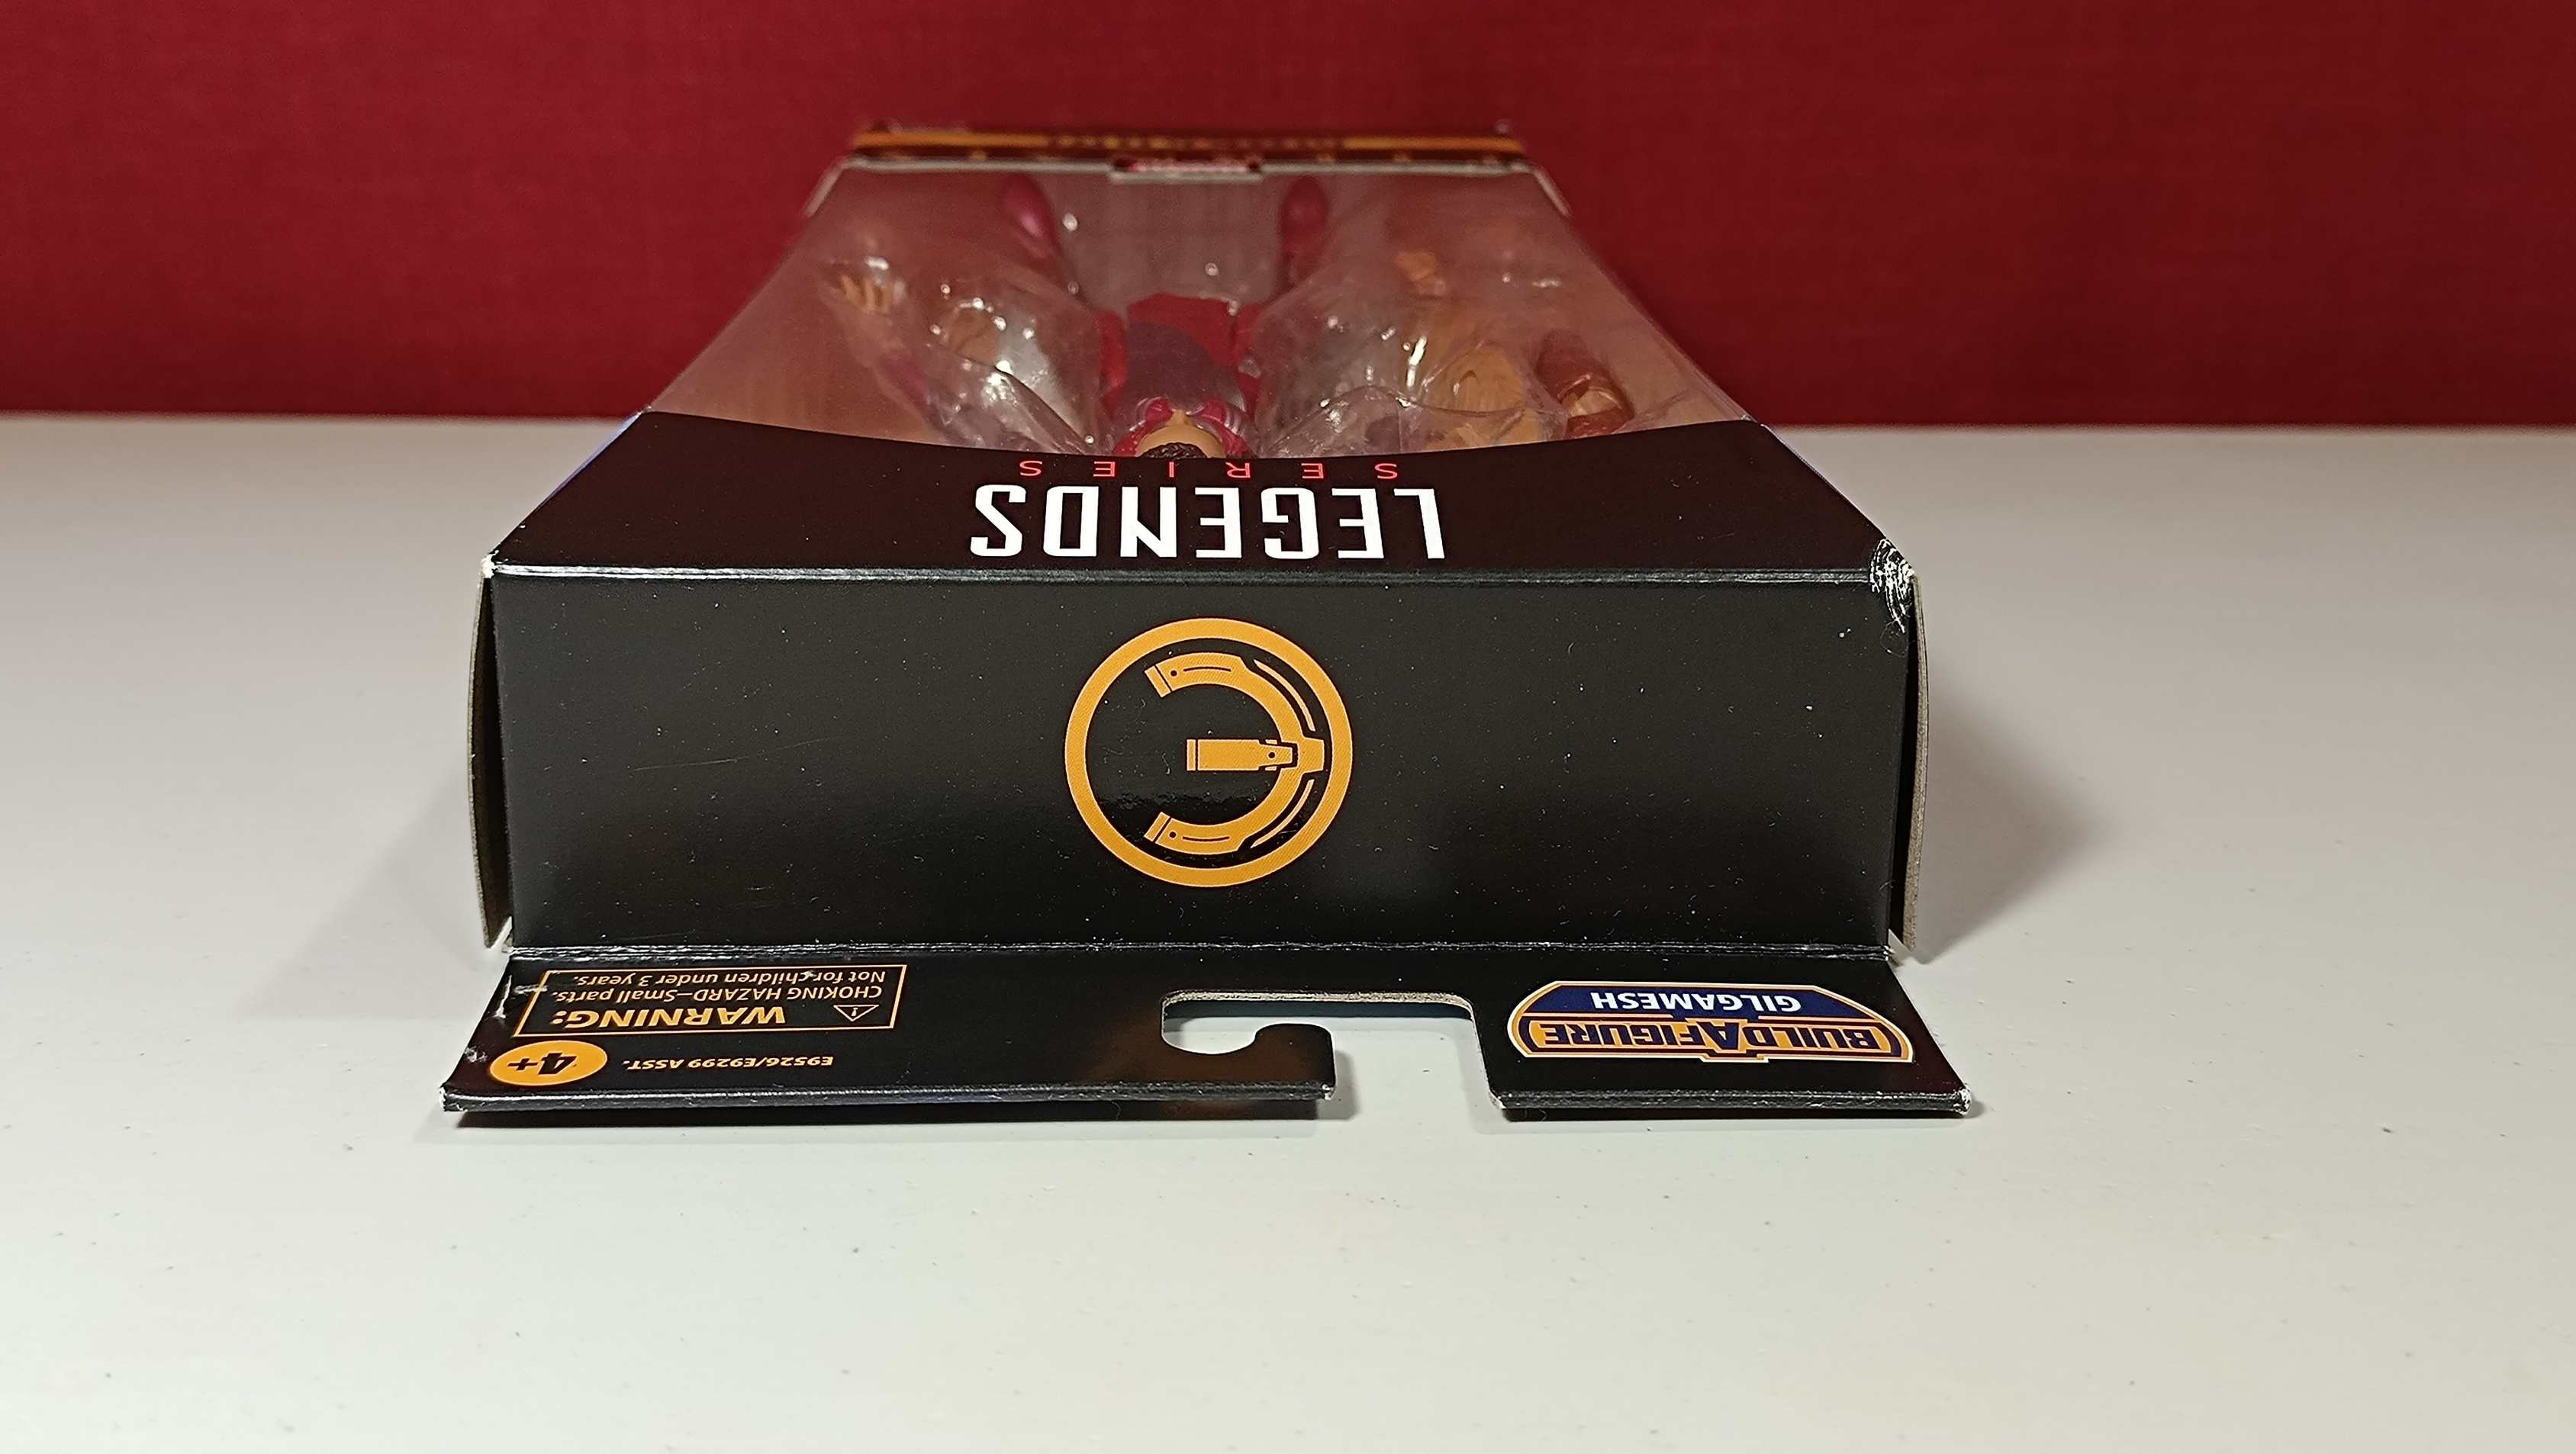 E9526/E9299 ASST.
4+
WARNING:
CHOKING HAZARD–Small parts.
Not for children under 3 years.
BUILD A FIGURE
GILGAMESH
LEGENDS
SERIES